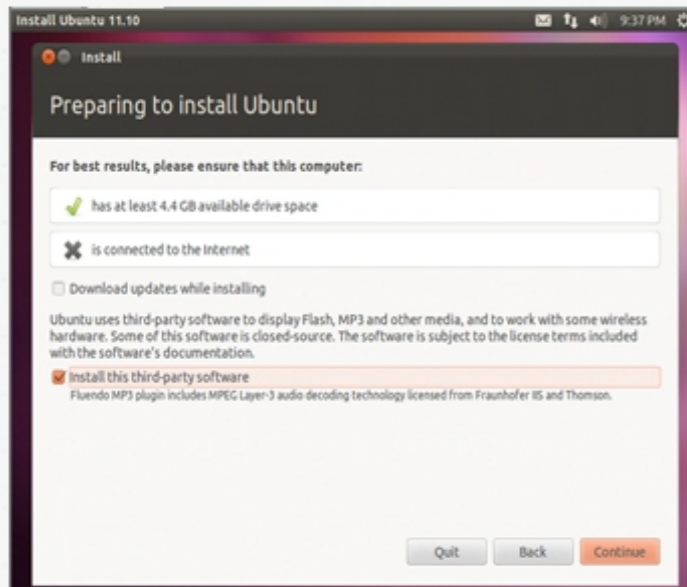 Install Ubuntu 11.10
9:37 PM
Install
Preparing to install Ubuntu
For best results, please ensure that this computer:
has at least 4.4 GB available drive space
is connected to the Internet
Download updates while installing
Ubuntu uses third-party software to display Flash, MP3 and other media, and to work with some wireless
hardware. Some of this software is closed-source. The software is subject to the license terms included
with the software's documentation.
Install this third-party software
Fluendo MP3 plugin includes MPEG Layer-3 audio decoding technology licensed from Fraunhofer IIS and Thomson.
Quit
Back
Continue